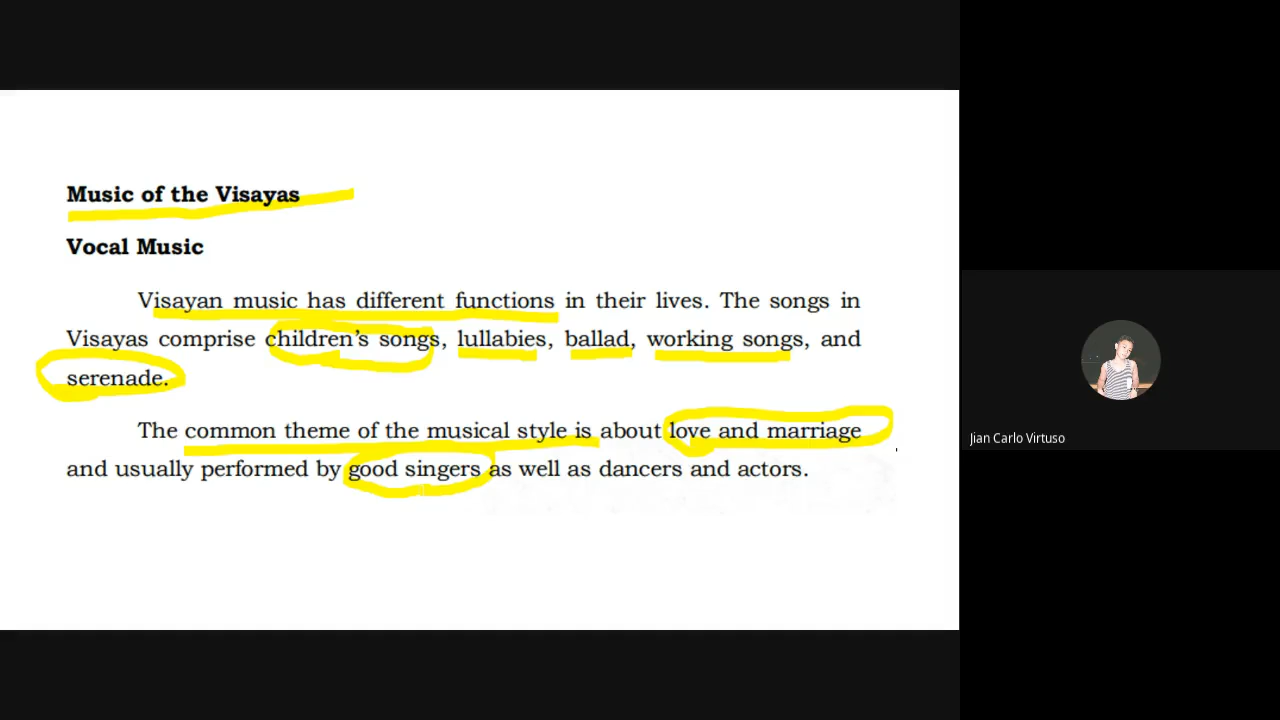 Music of the Visayas
Vocal Music
Visayan music has different functions in their lives. The songs in
Visayas comprise children's songs, lullabies, ballad, working songs, and
serenade.
The common theme of the musical style is about love and marriage
and usually performed by good singers as well as dancers and actors.
Jian Carlo Virtuso